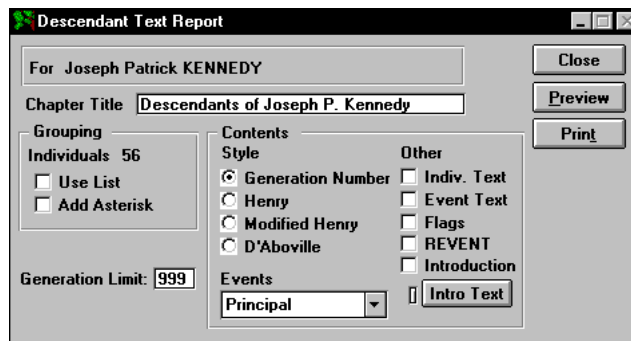 Descendant Text Report
For Joseph Patrick KENNEDY
Close
Chapter Title Descendants of Joseph P. Kennedy
Preview
Print
Grouping
Individuals 56
Use List
Add Asterisk
Generation Limit: 999
Contents
Style
Generation Number
Henry
Modified Henry
D'Aboville
Events
Principal
Other
Indiv. Text
Event Text
Flags
REVENT
Introduction
Intro Text